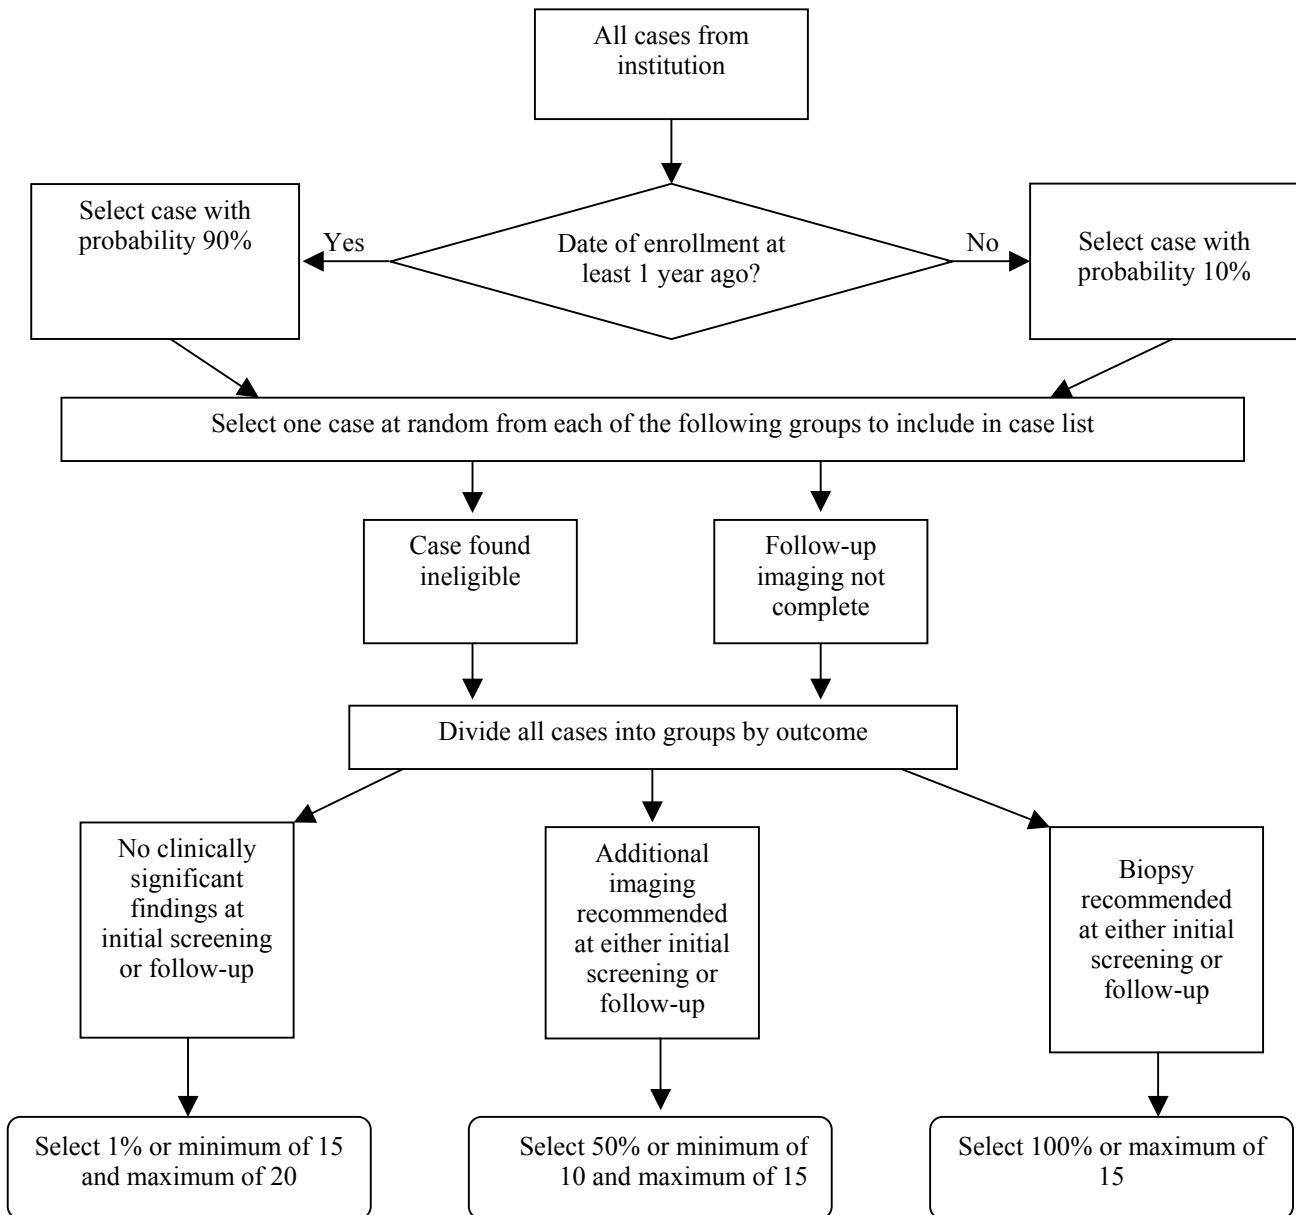 All cases from
institution
Select case with
probability 90%
Yes
Date of enrollment at
least 1 year ago?
No
Select case with
probability 10%
Select one case at random from each of the following groups to include in case list
Case found
ineligible
Follow-up
imaging not
complete
Divide all cases into groups by outcome
No clinically
significant
findings at
initial screening
or follow-up
Additional
imaging
recommended
at either initial
screening or
follow-up
Biopsy
recommended
at either initial
screening or
follow-up
Select 1% or minimum of 15
and maximum of 20
Select 50% or minimum of
10 and maximum of 15
Select 100% or maximum of
15